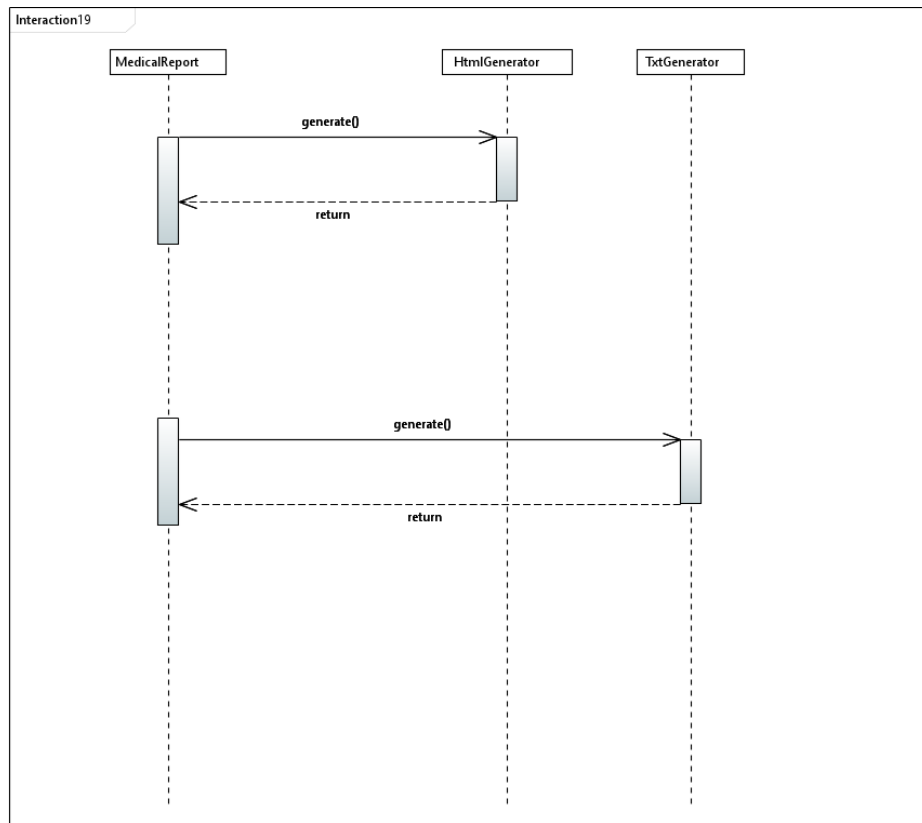 Interaction19
MedicalReport
HtmlGenerator
TxtGenerator
generate()
return
generate()
return